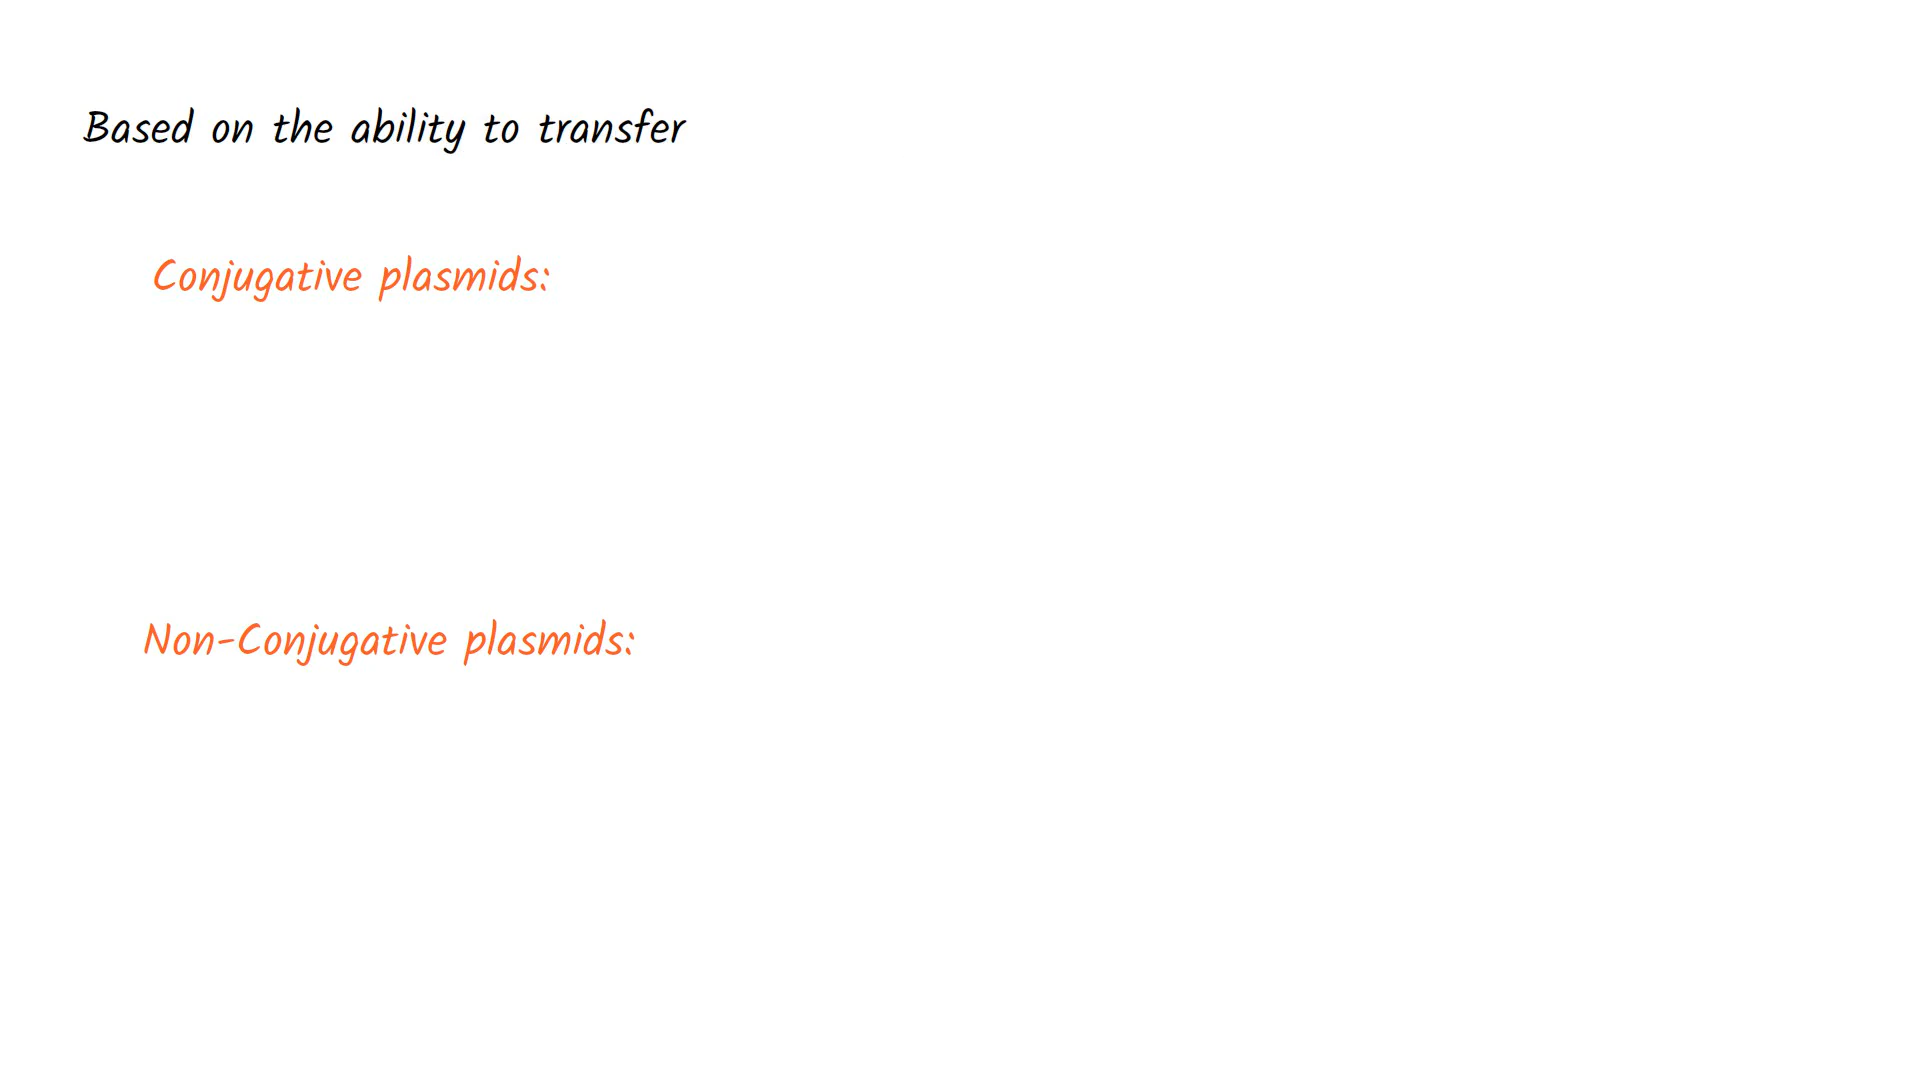 Based on the ability to transfer
Conjugative plasmids:
Non-Conjugative plasmids: